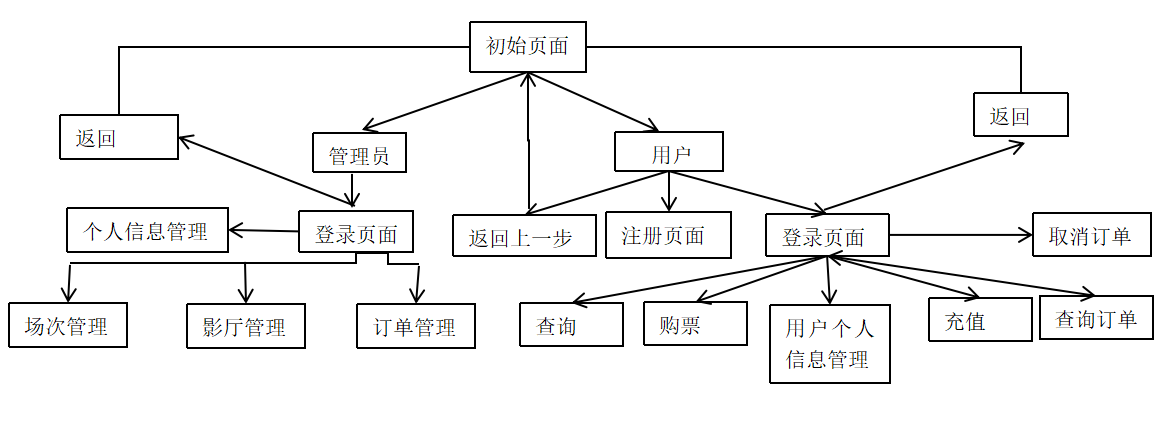 初始页面
返回
返回
管理员
用户
个人信息管理
登录页面
返回上一步
注册页面
登录页面
取消订单
场次管理
影厅管理
订单管理
查询
购票
用户个人
信息管理
充值
查询订单